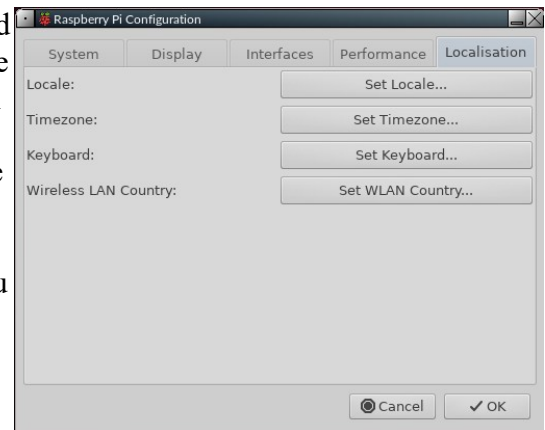 Raspberry Pi Configuration
System Display Interfaces Performance Localisation
Locale: Set Locale...
Timezone: Set Timezone...
Keyboard: Set Keyboard...
Wireless LAN Country: Set WLAN Country...
Cancel OK